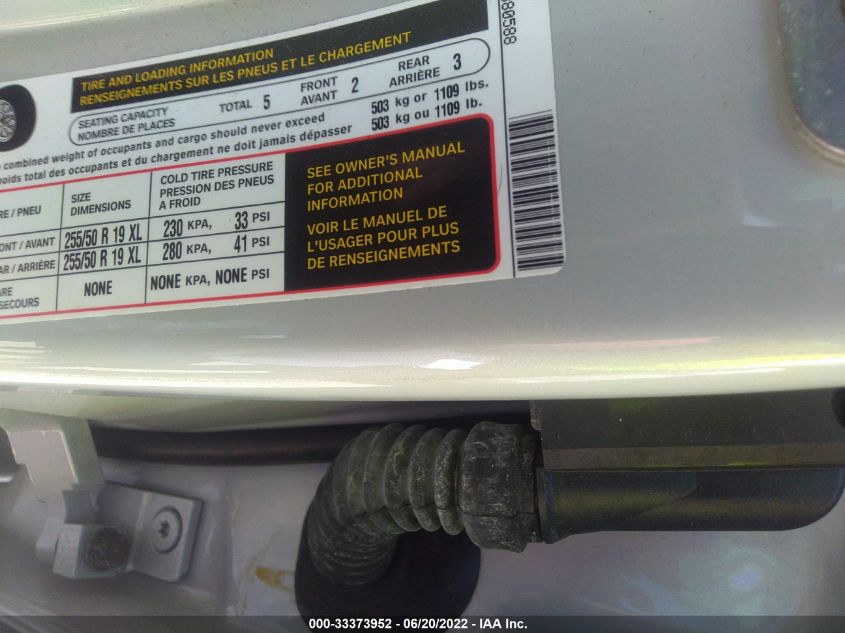 TIRE AND LOADING INFORMATION
RENSEIGNEMENTS SUR LES PNEUS ET LE CHARGEMENT
SEATING CAPACITY
NOMBRE DE PLACES
TOTAL 5
FRONT
AVANT 2
REAR
ARRIÈRE 3
combined weight of occupants and cargo should never exceed 503 kg or 1109 lbs.
total des occupants et du chargement ne doit jamais dépasser 503 kg ou 1109 lb.
/ PNEU
SIZE
DIMENSIONS
COLD TIRE PRESSURE
PRESSION DES PNEUS
A FROID
/ AVANT 255/50 R 19 XL 230 KPA, 33 PSI
/ ARRIÈRE 255/50 R 19 XL 280 KPA, 41 PSI
SECOURS NONE NONE KPA, NONE PSI
SEE OWNER'S MANUAL
FOR ADDITIONAL
INFORMATION
VOIR LE MANUEL DE
L'USAGER POUR PLUS
DE RENSEIGNEMENTS
80588
000-33373952 - 06/20/2022 - IAA Inc.